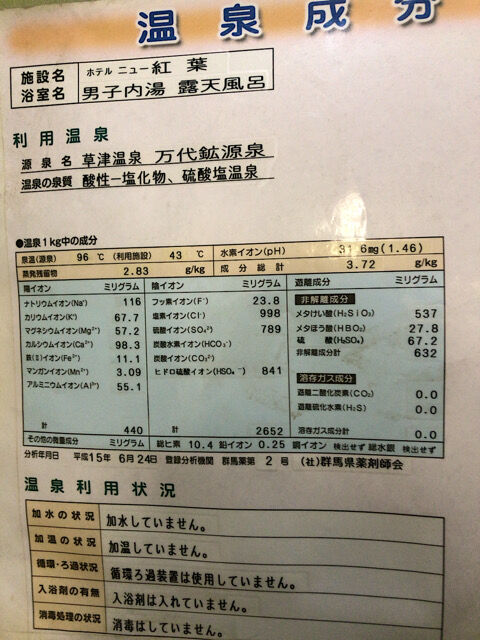 温泉成分
施設名 ホテル ニュー 紅葉
浴室名 男子内湯 露天風呂
利用温泉
源泉名 草津温泉 万代鉱源泉
温泉の泉質 酸性ー塩化物、硫酸塩温泉
●温泉1kg中の成分
泉温(源泉) 96 ℃ (利用施設) 43 ℃ 水素イオン(pH) 31.6mg(1.46)
蒸発残留物 2.83 g/kg 成分総計 3.72 g/kg
陽イオン ミリグラム 陰イオン ミリグラム 遊離成分 ミリグラム
ナトリウムイオン(Na⁺) 116 フッ素イオン(F⁻) 23.8 非解離成分
カリウムイオン(K⁺) 67.7 塩素イオン(Cl⁻) 998 メタけい酸(H₂SiO₃) 537
マグネシウムイオン(Mg²⁺) 57.2 硫酸イオン(SO₄²⁻) 789 メタほう酸(HBO₂) 27.8
カルシウムイオン(Ca²⁺) 98.3 炭酸水素イオン(HCO₃⁻) 硫酸(H₂SO₄) 67.2
鉄(Ⅱ)イオン(Fe²⁺) 11.1 炭酸イオン(CO₃²⁻) 非解離成分計 632
マンガンイオン(Mn²⁺) 3.09 ヒドロ硫酸イオン(HSO₄⁻) 841
アルミニウムイオン(Al³⁺) 55.1 溶存ガス成分
遊離二酸化炭素(CO₂) 0.0
遊離硫化水素(H₂S) 0.0
計 440 計 2652 溶存ガス成分計 0.0
その他の微量成分 ミリグラム 総ヒ素 10.4 鉛イオン 0.25 銅イオン 検出せず 総水銀 検出せず
分析年月日 平成15年 6月24日 登録分析機関 群馬薬第 2 号 (社)群馬県薬剤師会
温泉利用状況
加水の状況 加水していません。
加温の状況 加温していません。
循環・ろ過状況 循環ろ過装置は使用していません。
入浴剤の有無 入浴剤は入れていません。
消毒処理の状況 消毒はしていません。